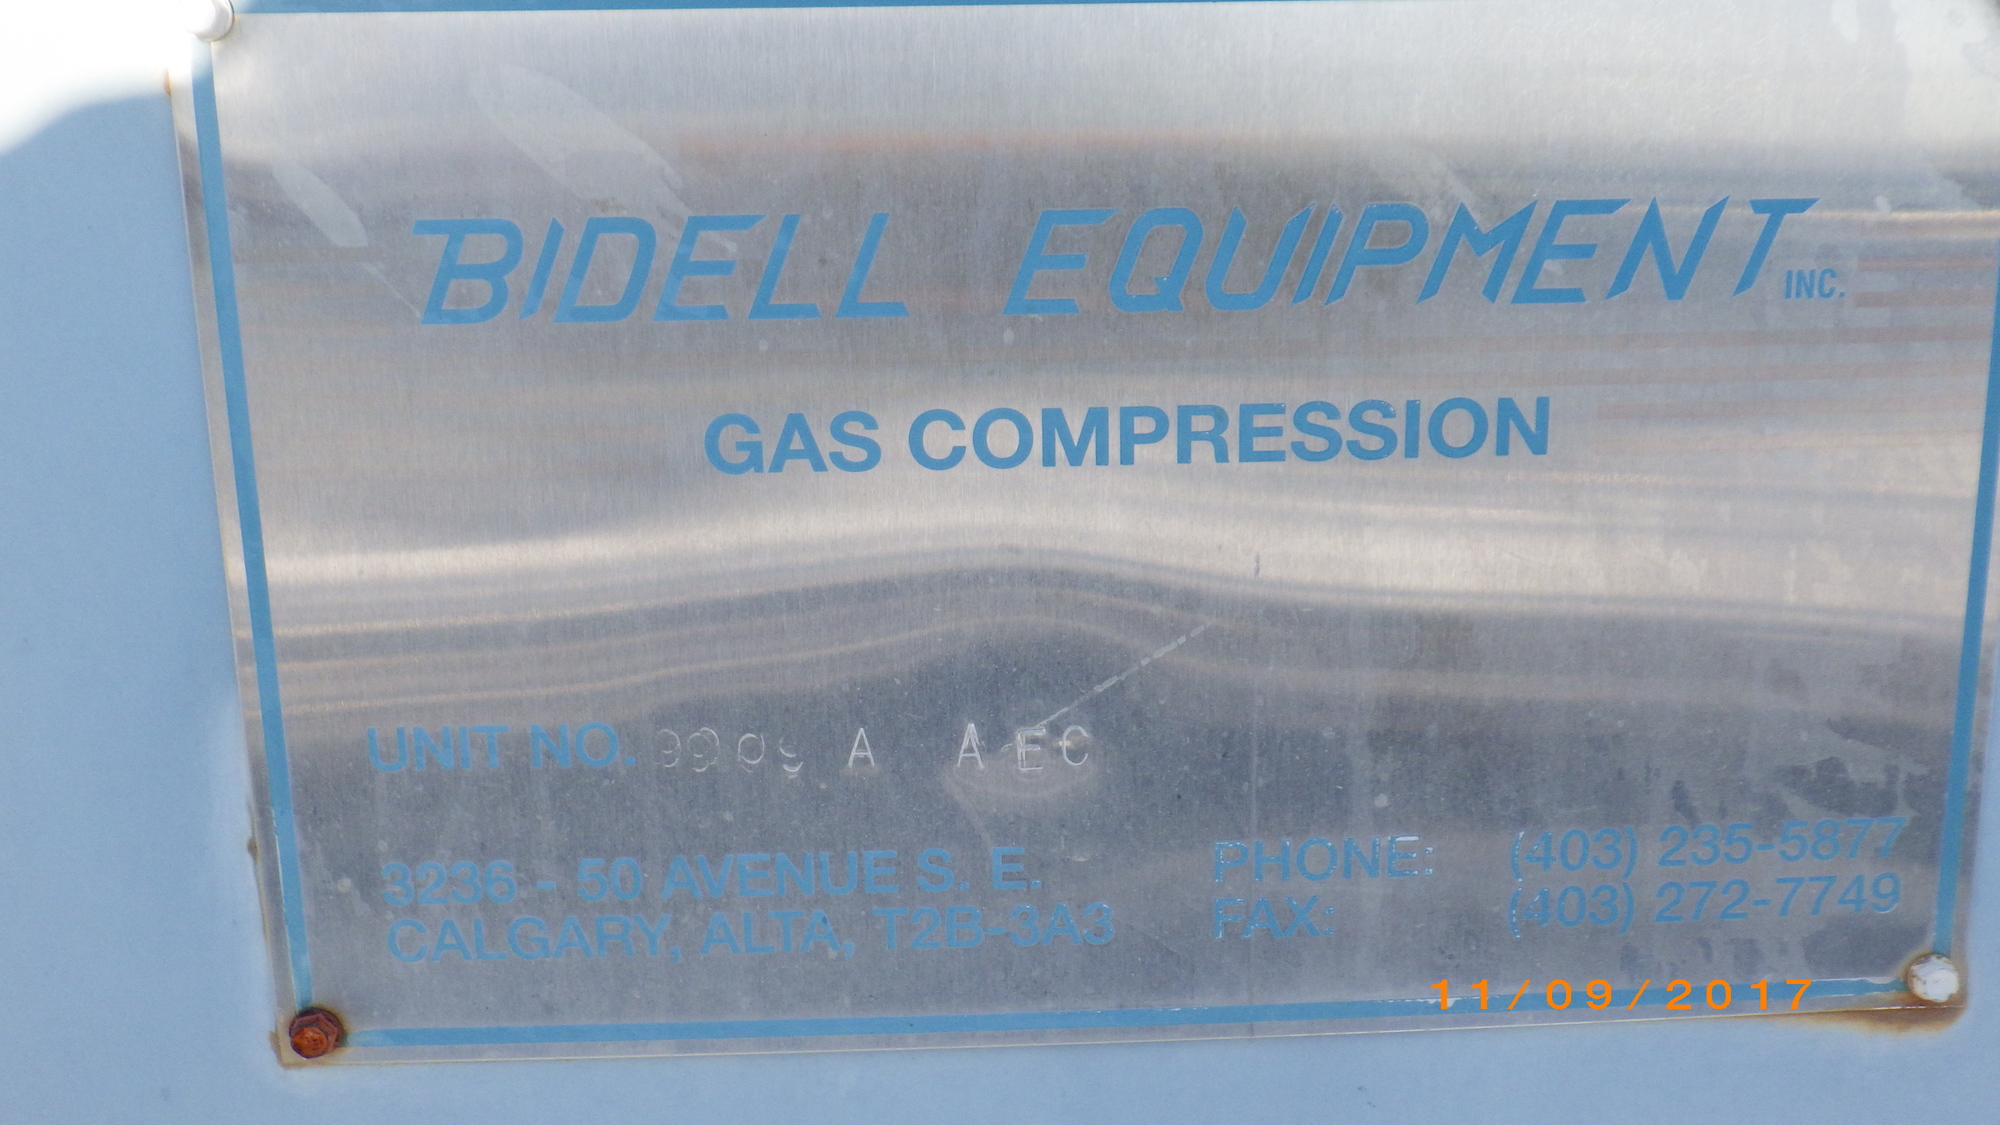 BIDELL EQUIPMENT INC.
GAS COMPRESSION
UNIT NO. A AEC
3236 - 50 AVENUE S. E.
CALGARY, ALTA, T2B-3A3
PHONE: (403) 235-5877
FAX: (403) 272-7749
11/09/2017